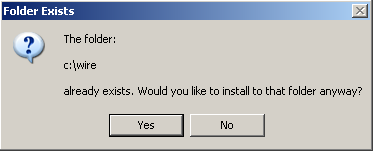 Folder Exists
The folder:
c:\wire
already exists. Would you like to install to that folder anyway?
Yes
No